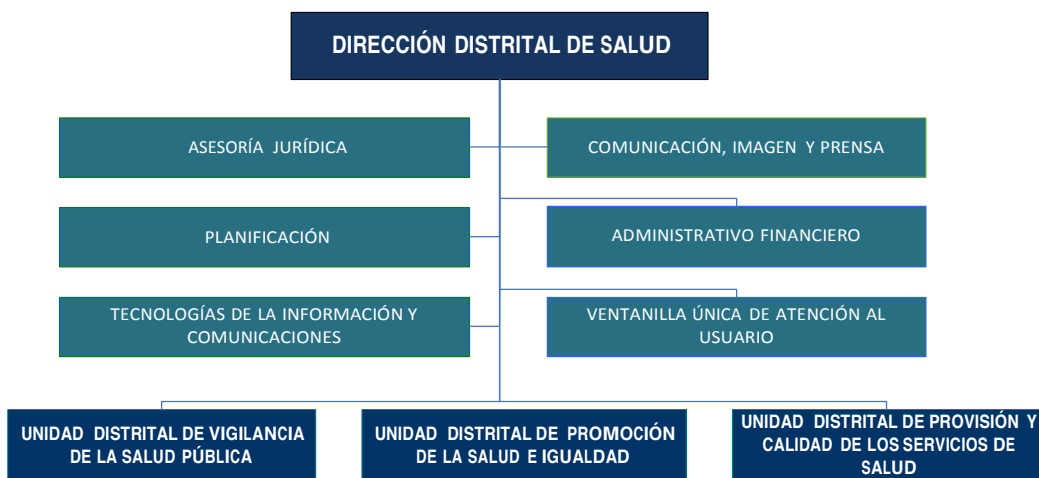 DIRECCIÓN DISTRITAL DE SALUD
ASESORÍA JURÍDICA
COMUNICACIÓN, IMAGEN Y PRENSA
PLANIFICACIÓN
ADMINISTRATIVO FINANCIERO
TECNOLOGÍAS DE LA INFORMACIÓN Y
COMUNICACIONES
VENTANILLA ÚNICA DE ATENCIÓN AL
USUARIO
UNIDAD DISTRITAL DE VIGILANCIA
DE LA SALUD PÚBLICA
UNIDAD DISTRITAL DE PROMOCIÓN
DE LA SALUD E IGUALDAD
UNIDAD DISTRITAL DE PROVISIÓN Y
CALIDAD DE LOS SERVICIOS DE
SALUD